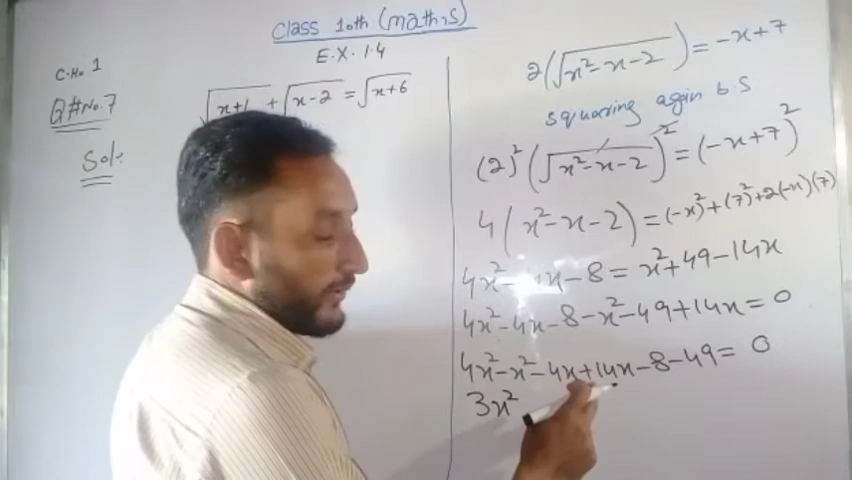 Class 10th (maths)
E.X. 1.4
C.H. 1
Q#No.7
√x+1 + √x-2 = √x+6
Sol:
2(√x²-x-2) = -x+7
squaring again b.S
(2)²(√x²-x-2)² = (-x+7)²
4(x²-x-2) = (-x)²+(7)²+2(-x)(7)
4x²-4x-8 = x²+49-14x
4x²-4x-8-x²-49+14x = 0
4x²-x²-4x+14x-8-49 = 0
3x²